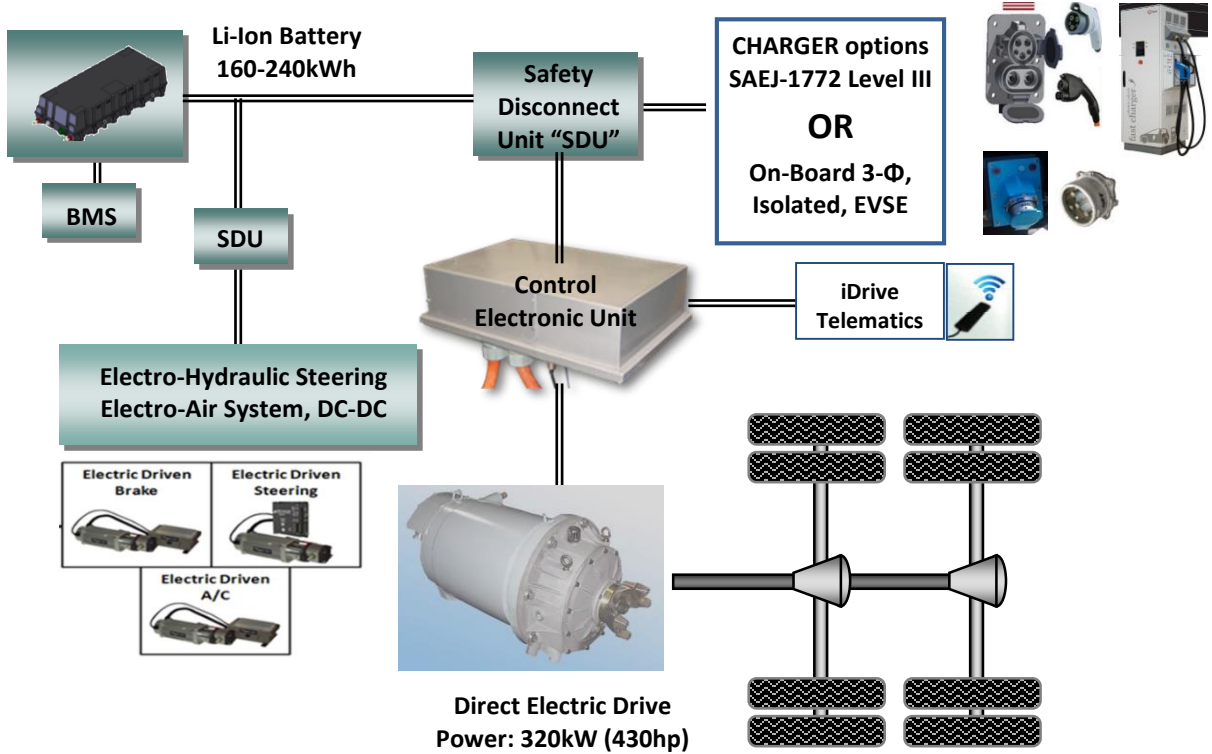 Li-Ion Battery
160-240kWh
Safety
Disconnect
Unit “SDU”
CHARGER options
SAEJ-1772 Level III
OR
On-Board 3-Φ,
Isolated, EVSE
fast charger
BMS
SDU
Control
Electronic Unit
iDrive
Telematics
Electro-Hydraulic Steering
Electro-Air System, DC-DC
Electric Driven
Brake
Electric Driven
Steering
Electric Driven
A/C
Direct Electric Drive
Power: 320kW (430hp)